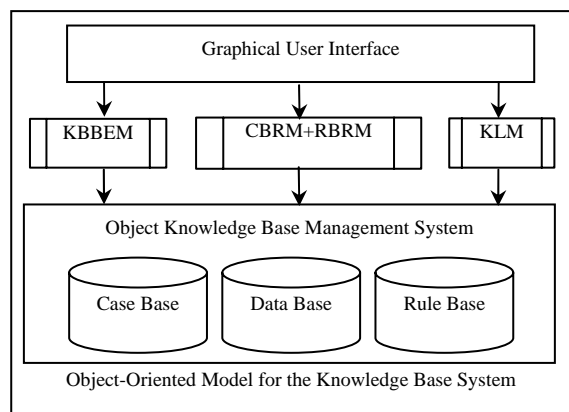 Graphical User Interface
KBBEM
CBRM+RBRM
KLM
Object Knowledge Base Management System
Case Base
Data Base
Rule Base
Object-Oriented Model for the Knowledge Base System